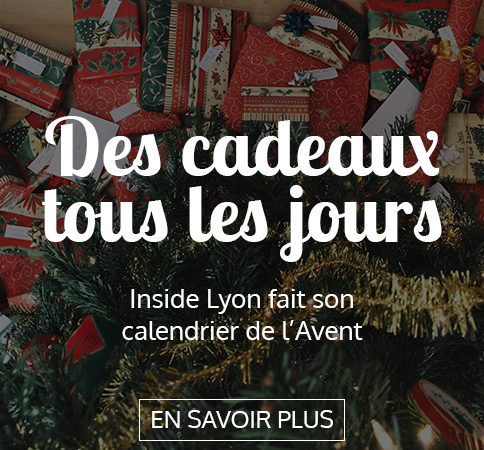 Des cadeaux
tous les jours
Inside Lyon fait son
calendrier de l’Avent
EN SAVOIR PLUS